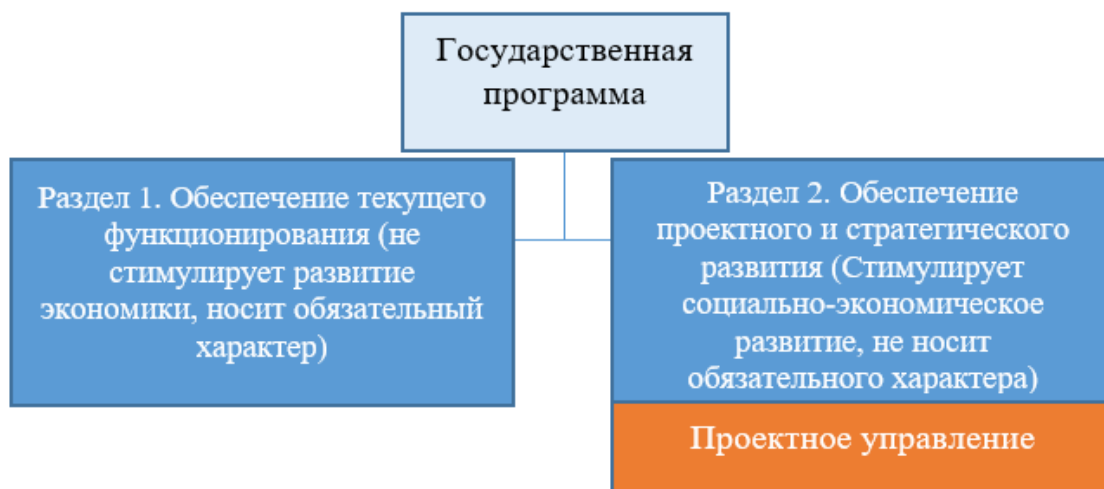 Государственная
программа
Раздел 1. Обеспечение текущего
функционирования (не
стимулирует развитие
экономики, носит обязательный
характер)
Раздел 2. Обеспечение
проектного и стратегического
развития (Стимулирует
социально-экономическое
развитие, не носит
обязательного характера)
Проектное управление